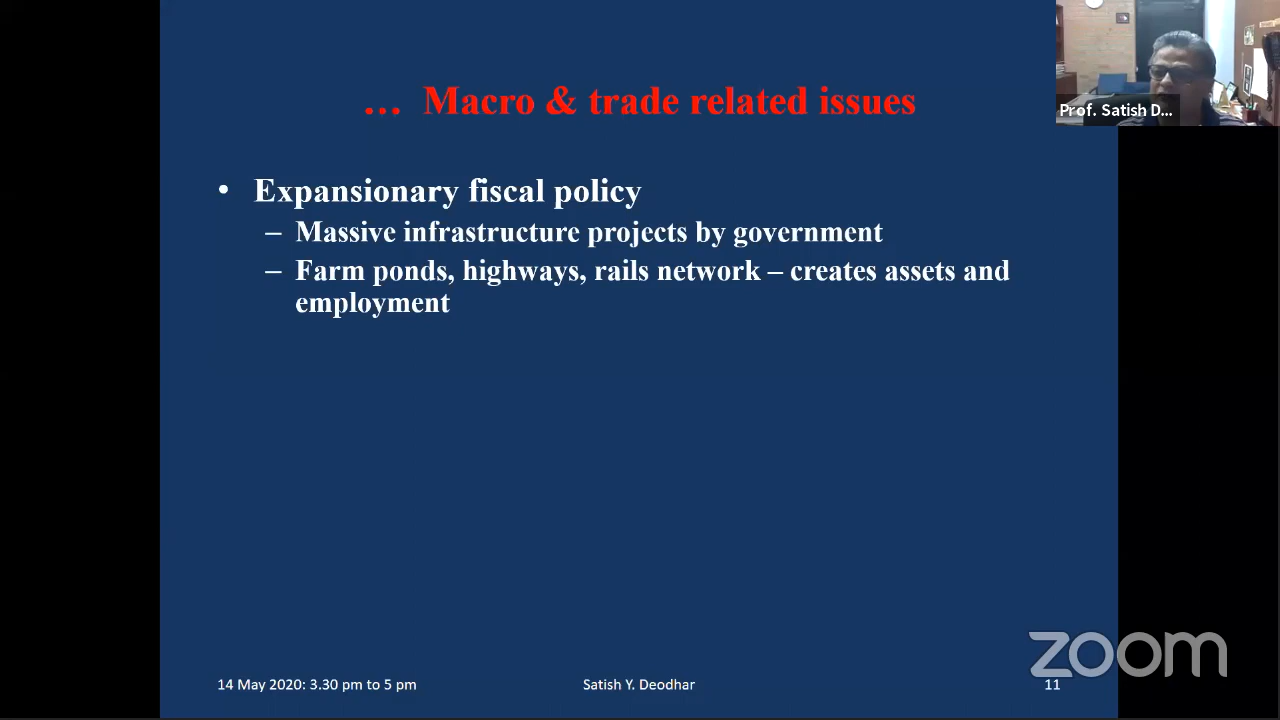 … Macro & trade related issues
Prof. Satish D...
• Expansionary fiscal policy
– Massive infrastructure projects by government
– Farm ponds, highways, rails network – creates assets and
employment
zoom
14 May 2020: 3.30 pm to 5 pm
Satish Y. Deodhar
11